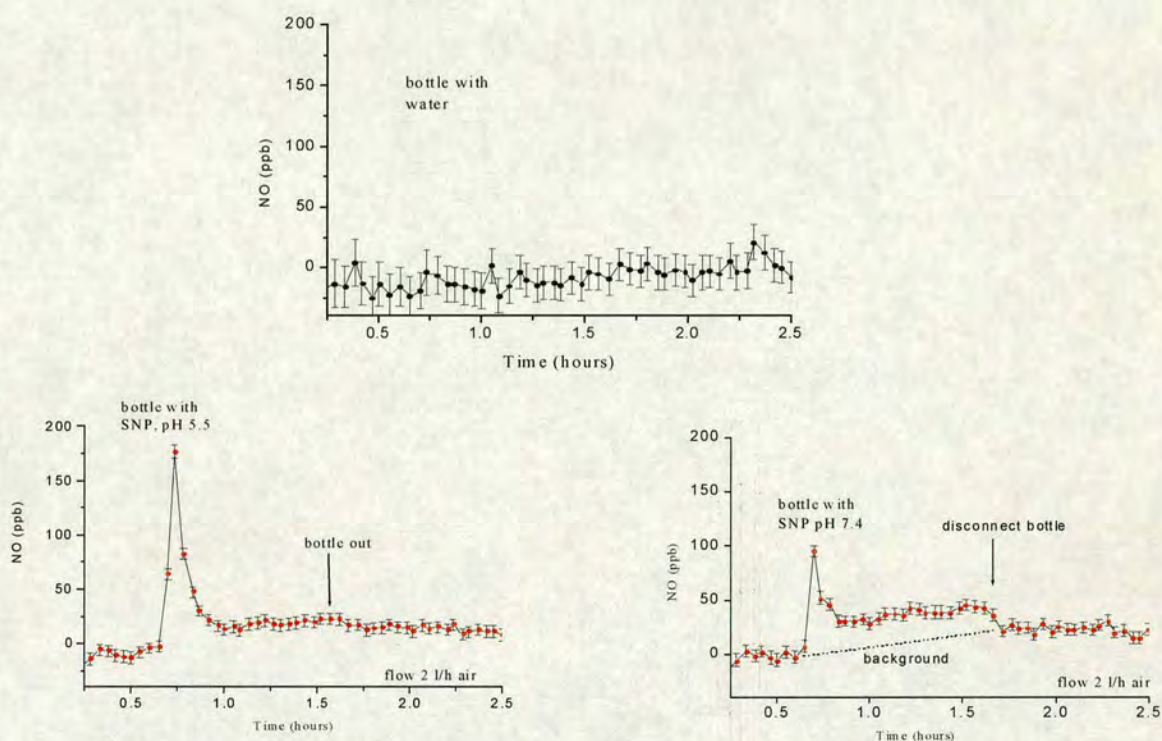 200
150
100
50
0
NO (ppb)
bottle with
water
0.5
1.0
1.5
2.0
2.5
Time (hours)
bottle with
SNP, pH 5.5
200
150
100
50
0
NO (ppb)
bottle out
flow 2 l/h air
0.5
1.0
1.5
2.0
2.5
Time (hours)
200
150
100
50
0
NO (ppb)
bottle with
SNP pH 7.4
disconnect bottle
background
flow 2 l/h air
0.5
1.0
1.5
2.0
2.5
Time (hours)